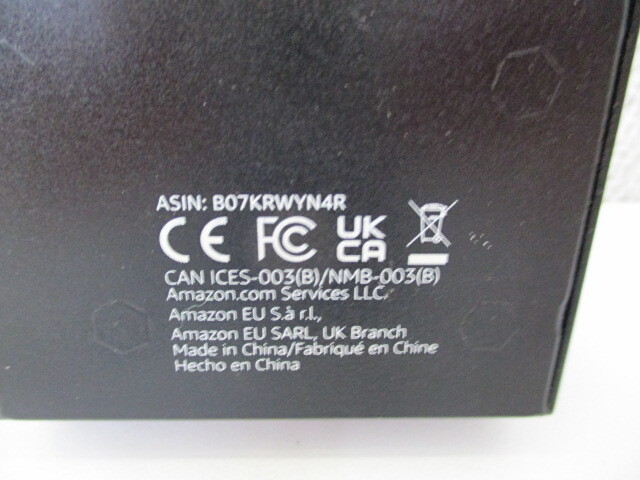 ASIN: B07KRWYN4R
CE FC UK CA
CAN ICES-003(B)/NMB-003(B)
Amazon.com Services LLC.
Amazon EU S.à r.l.,
Amazon EU SARL, UK Branch
Made in China/Fabriqué en Chine
Hecho en China